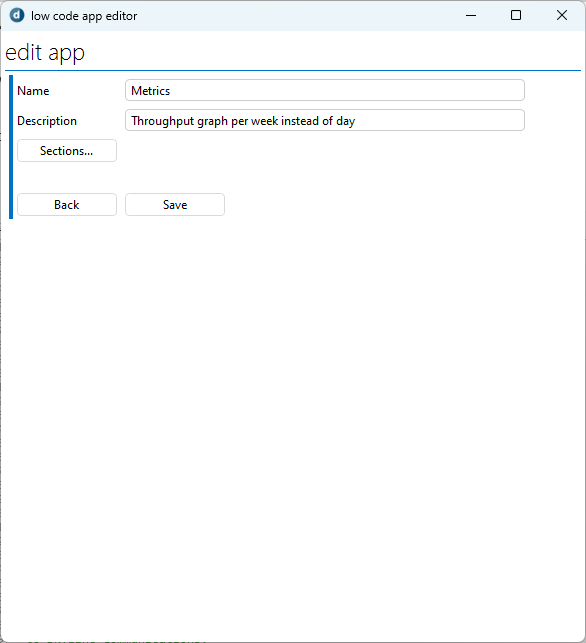 low code app editor
edit app
Name Metrics
Description Throughput graph per week instead of day
Sections...
Back Save